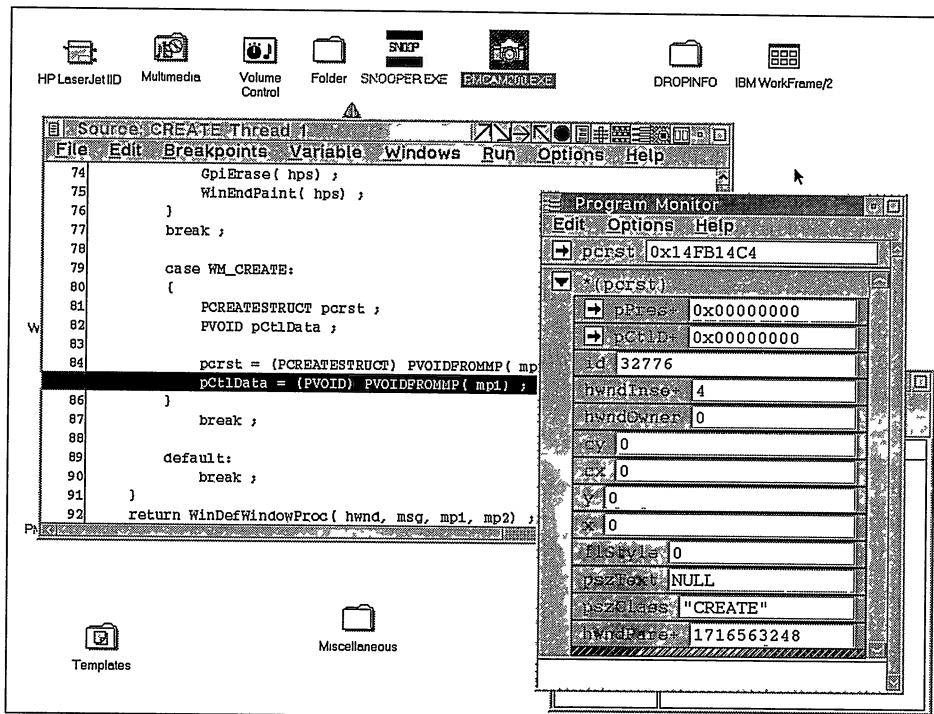 HP LaserJet IID
Multimedia
Volume
Control
Folder
SNOOP
SNOOPER.EXE
DROPINFO
IBM WorkFrame/2
Source: CREATE Thread 1
File Edit Breakpoints Variable Windows Run Options Help
74 GpiErase( hps) ;
75 WinEndPaint( hps) ;
76 }
77 break ;
78
79 case WM_CREATE:
80 {
81 PCREATESTRUCT pcrst ;
82 PVOID pCtlData ;
83
84 pcrst = (PCREATESTRUCT) PVOIDFROMMP( mp
pCtlData = (PVOID) PVOIDFROMMP( mp1) ;
86 }
87 break ;
88
89 default:
90 break ;
91 }
92 return WinDefWindowProc( hwnd, msg, mp1, mp2) ;
Program Monitor
Edit Options Help
pcrst 0x14FB14C4
*(pcrst)
pPres+ 0x00000000
pCtlD+ 0x00000000
id 32776
hwndInse+ 4
hwndOwner 0
cy 0
cx 0
y 0
x 0
flStyle 0
pszText NULL
pszClass "CREATE"
hwndPare+ 1716563248
W
Templates
Miscellaneous